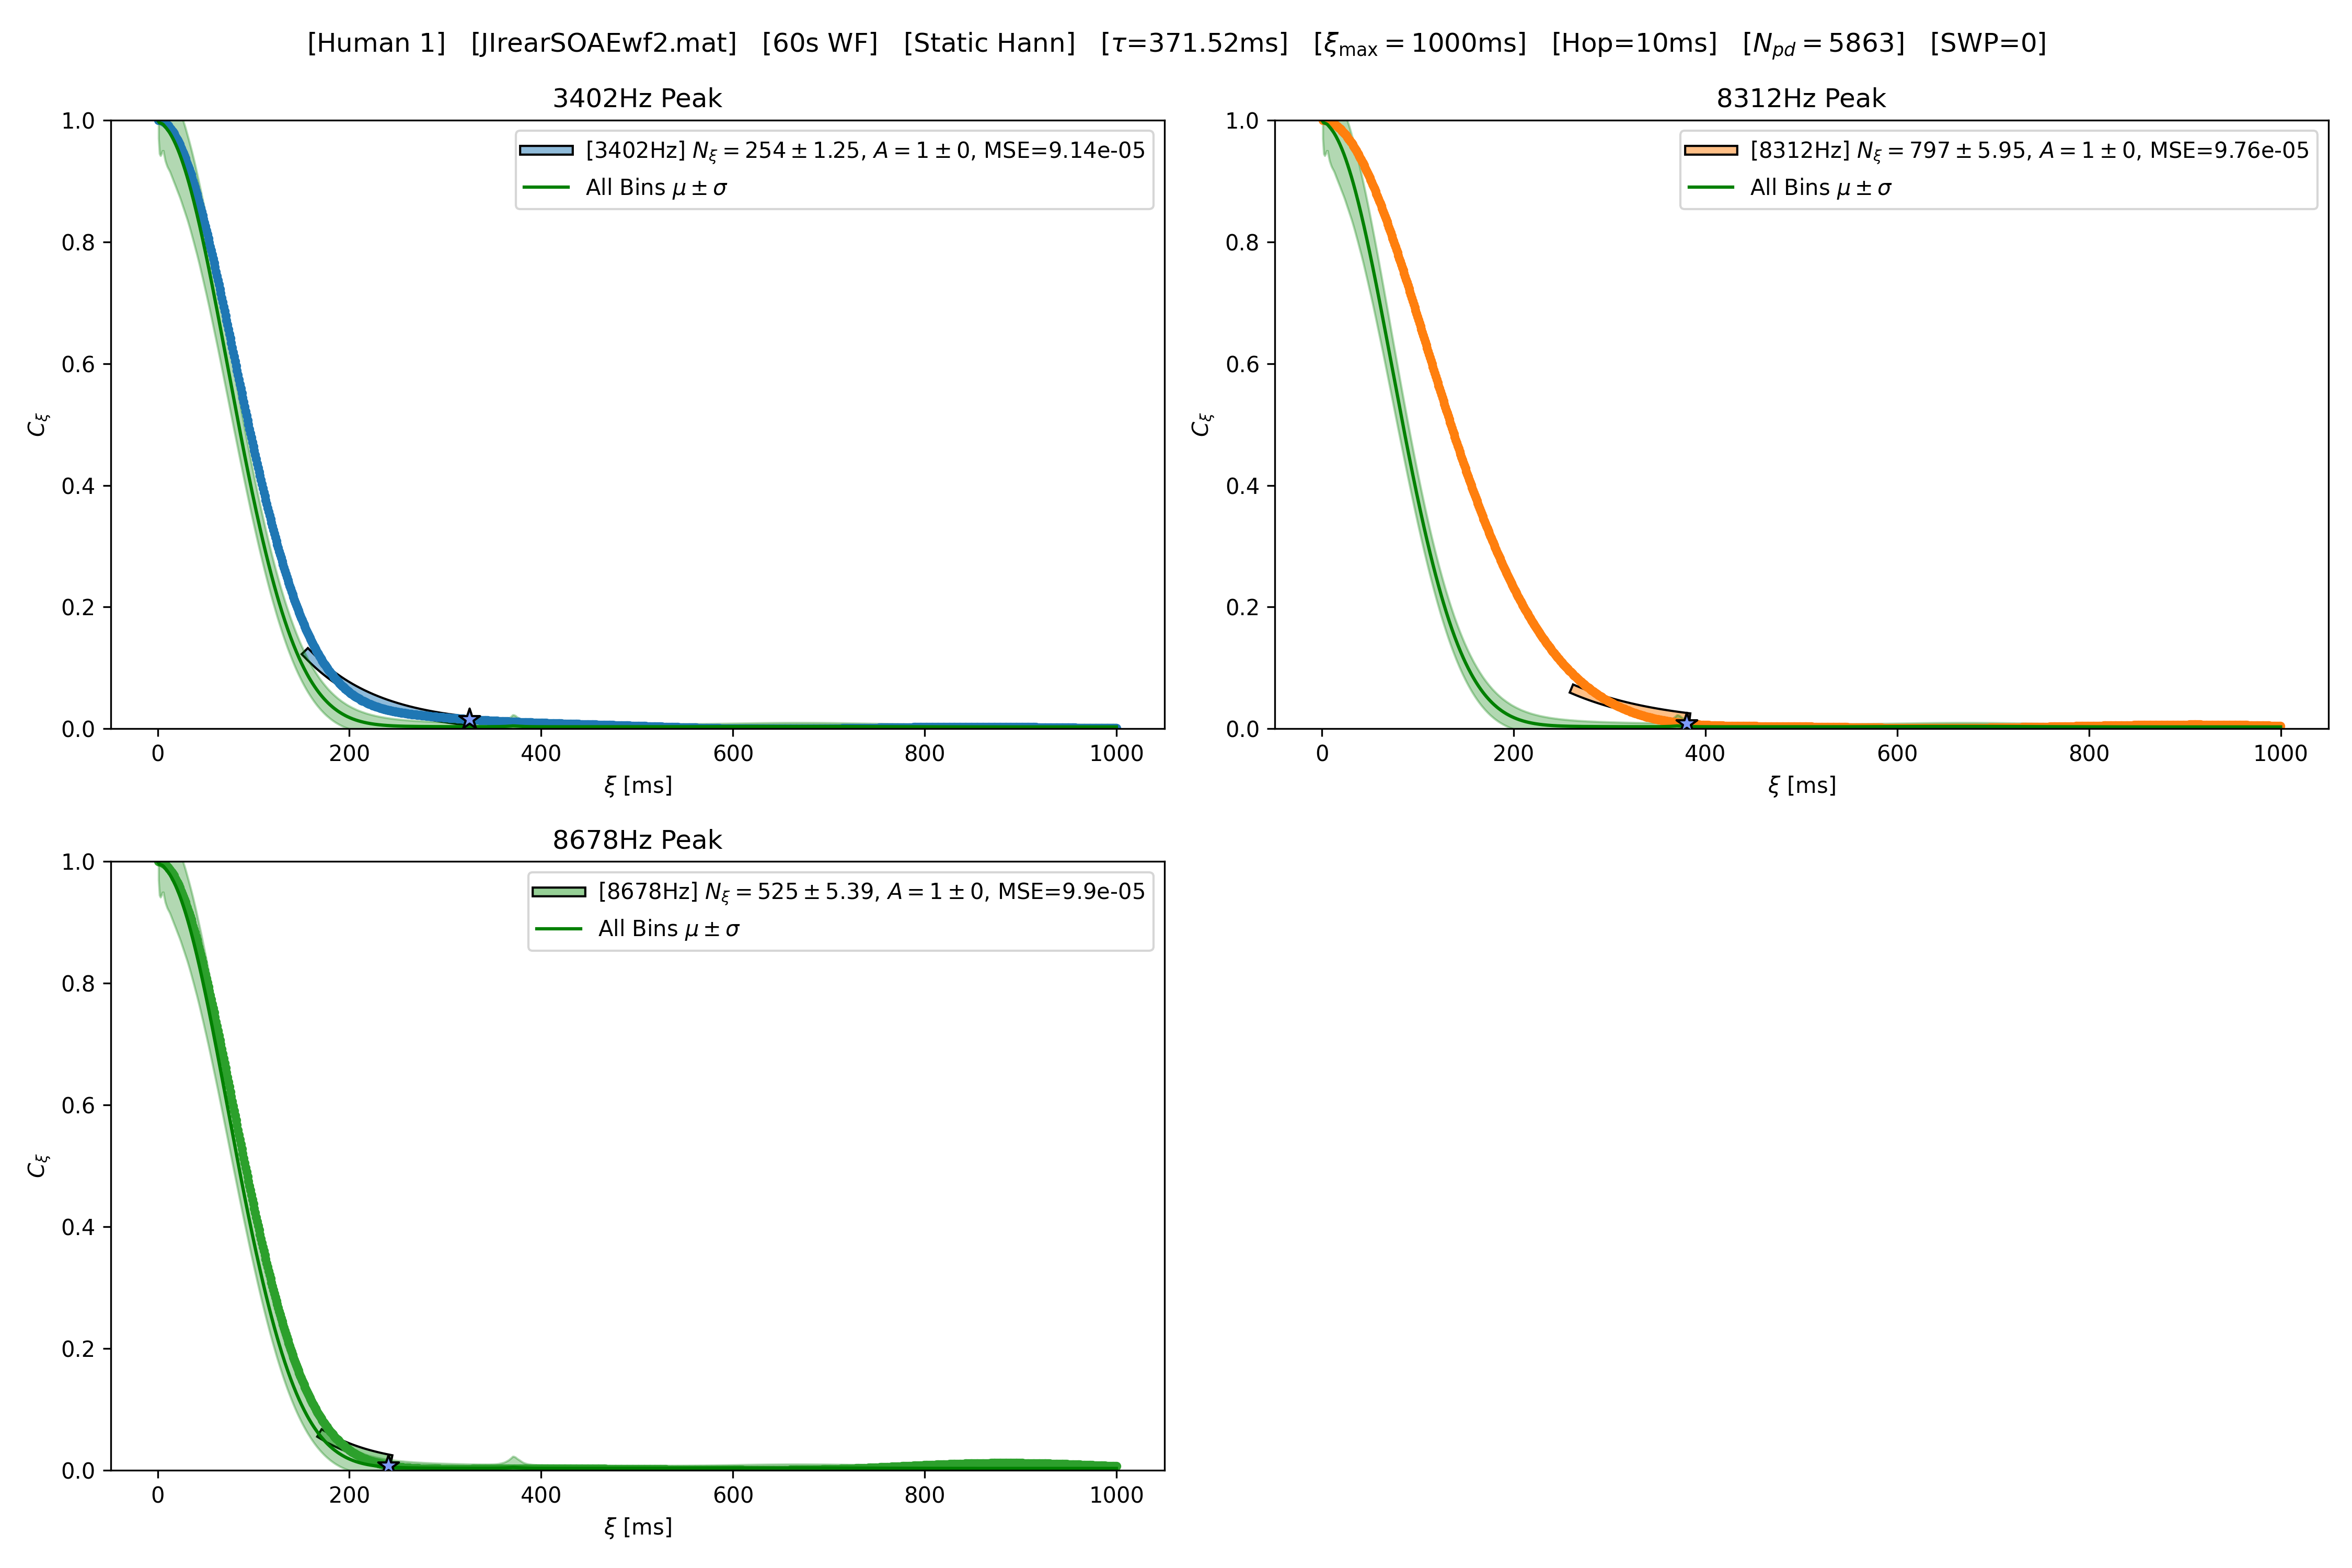 [Human 1] [JIrearSOAEwf2.mat] [60s WF] [Static Hann] [τ=371.52ms] [ξmax = 1000ms] [Hop=10ms] [Npd = 5863] [SWP=0]
3402Hz Peak
1.0
0.8
0.6
0.4
0.2
0.0
Cξ
[3402Hz] Nξ = 254 ± 1.25, A = 1 ± 0, MSE=9.14e-05
All Bins μ ± σ
0 200 400 600 800 1000
ξ [ms]
8312Hz Peak
1.0
0.8
0.6
0.4
0.2
0.0
Cξ
[8312Hz] Nξ = 797 ± 5.95, A = 1 ± 0, MSE=9.76e-05
All Bins μ ± σ
0 200 400 600 800 1000
ξ [ms]
8678Hz Peak
1.0
0.8
0.6
0.4
0.2
0.0
Cξ
[8678Hz] Nξ = 525 ± 5.39, A = 1 ± 0, MSE=9.9e-05
All Bins μ ± σ
0 200 400 600 800 1000
ξ [ms]